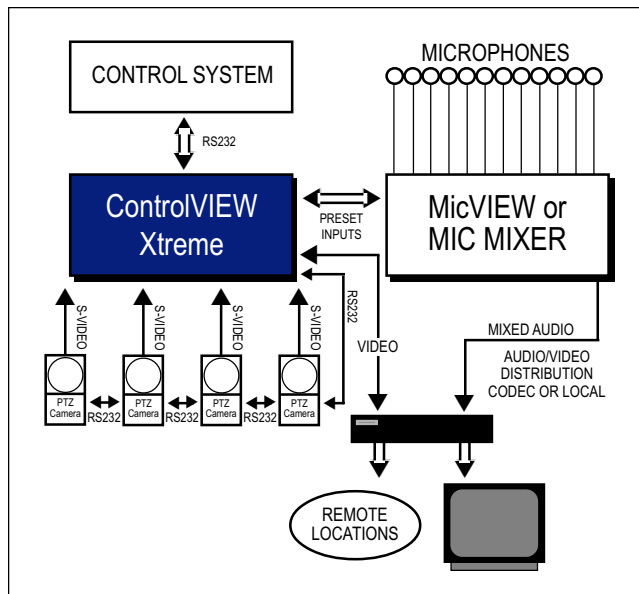 CONTROL SYSTEM
MICROPHONES
RS232
ControlVIEW
Xtreme
PRESET
INPUTS
MicVIEW or
MIC MIXER
S-VIDEO
S-VIDEO
S-VIDEO
S-VIDEO
RS232
VIDEO
MIXED AUDIO
AUDIO/VIDEO
DISTRIBUTION
CODEC OR LOCAL
PTZ
Camera
RS232
PTZ
Camera
RS232
PTZ
Camera
RS232
PTZ
Camera
REMOTE
LOCATIONS